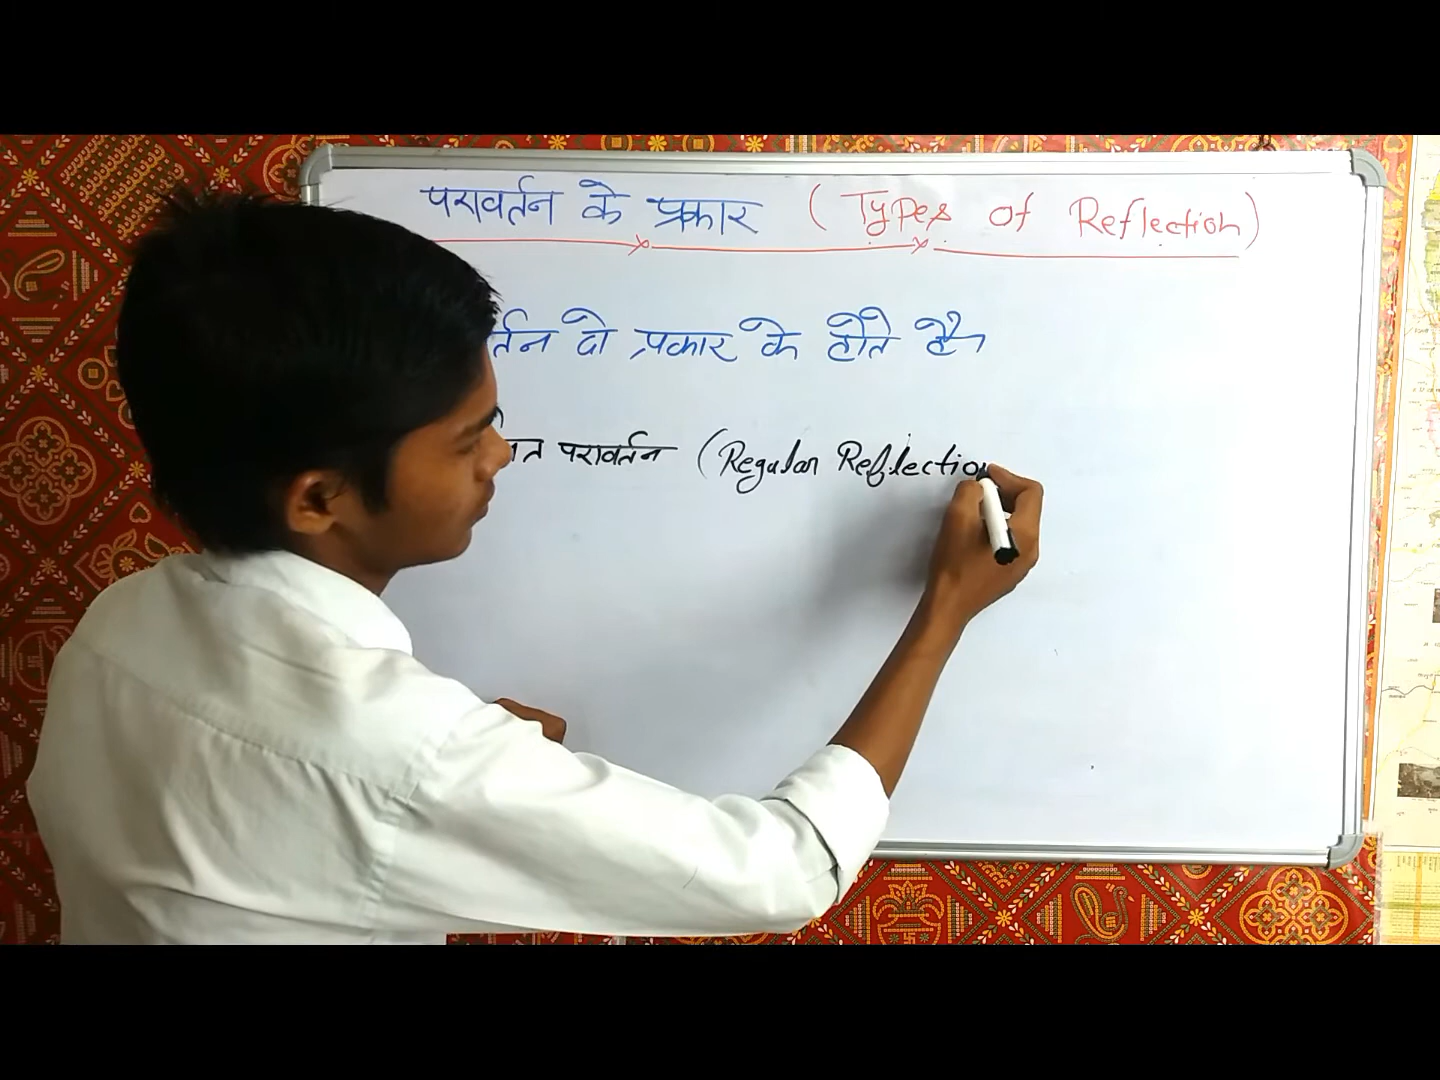 परावर्तन के प्रकार (Types of Reflection)
दो प्रकार के होते है
परावर्तन (Regular Reflectio